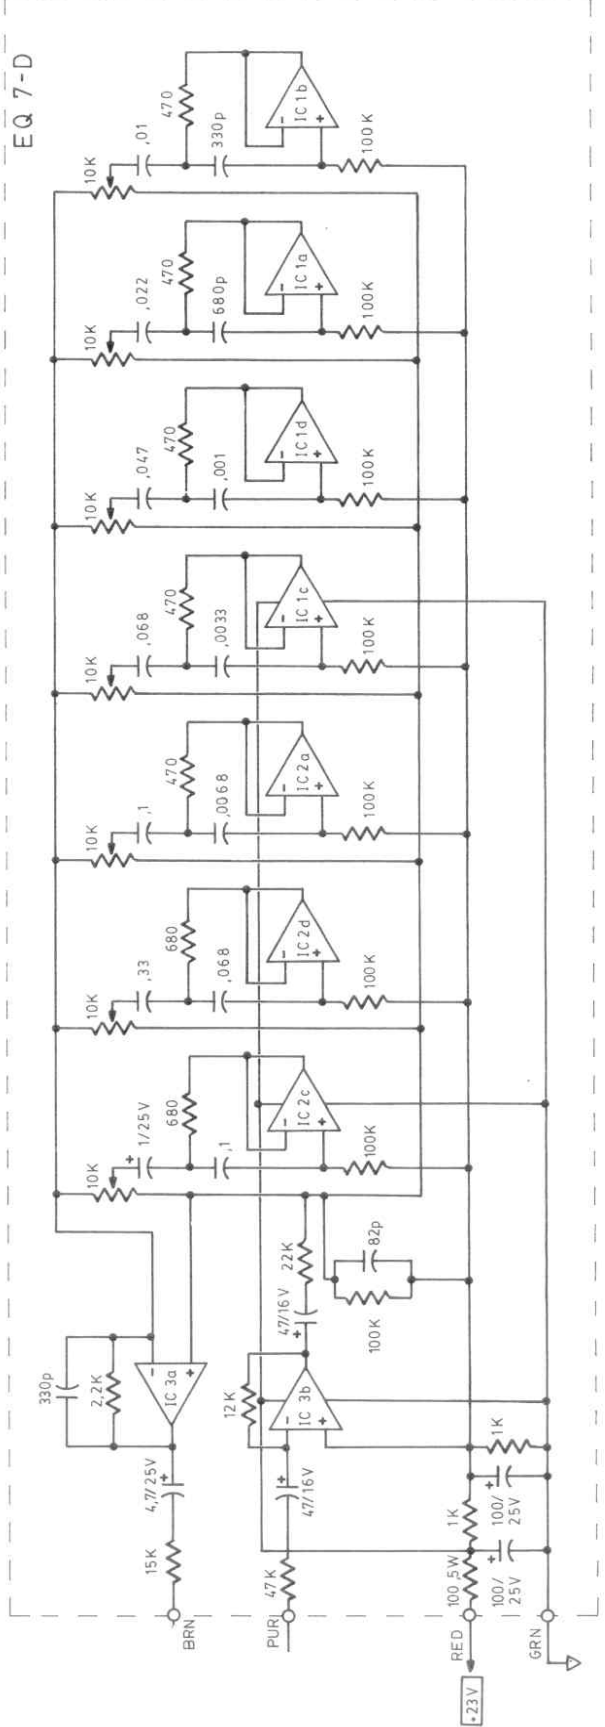 EQ 7-D
10K
,01
470
330p
IC 1b
-
+
100K
10K
,022
470
680p
IC 1a
-
+
100K
10K
,047
470
,001
IC 1d
-
+
100K
10K
,068
470
,0033
IC 1c
-
+
100K
10K
,1
470
,0068
IC 2a
-
+
100K
10K
,33
680
,068
IC 2d
-
+
100K
10K
+
1/25V
680
,1
IC 2c
-
+
100K
330p
2,2K
-
+
IC 3a
4,7/25V
+
15K
BRN
12K
-
+
IC 3b
47/16V
+
22K
82p
100K
+
47/16V
47K
PUR
1K
+
100/
25V
1K
100,5W
+
100/
25V
RED
+23V
GRN